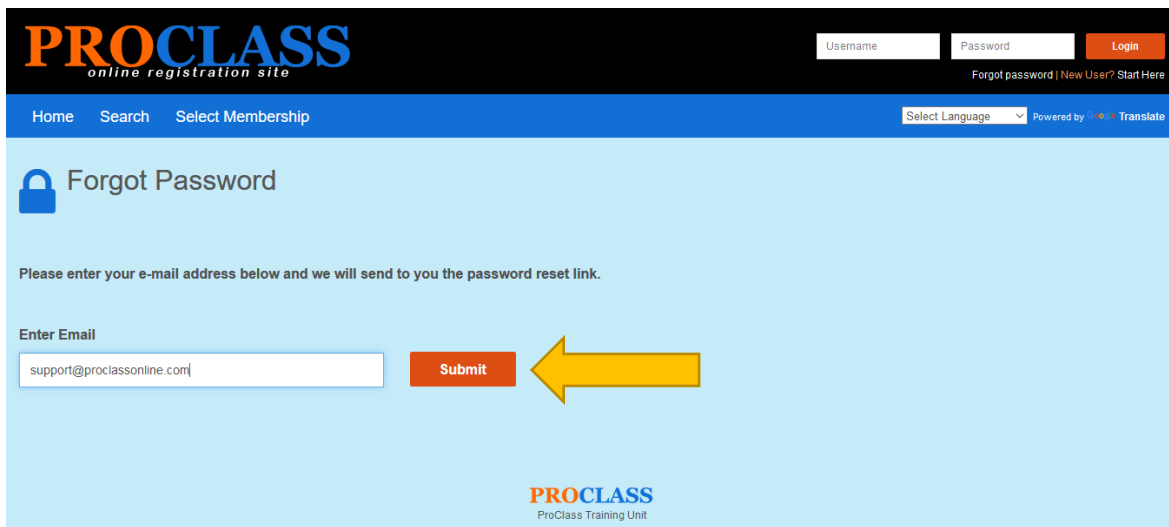 PROCLASS
online registration site
Username Password Login
Forgot password | New User? Start Here
Home Search Select Membership
Select Language Powered by Google Translate
Forgot Password
Please enter your e-mail address below and we will send to you the password reset link.
Enter Email
support@proclassonline.com
Submit
PROCLASS
ProClass Training Unit